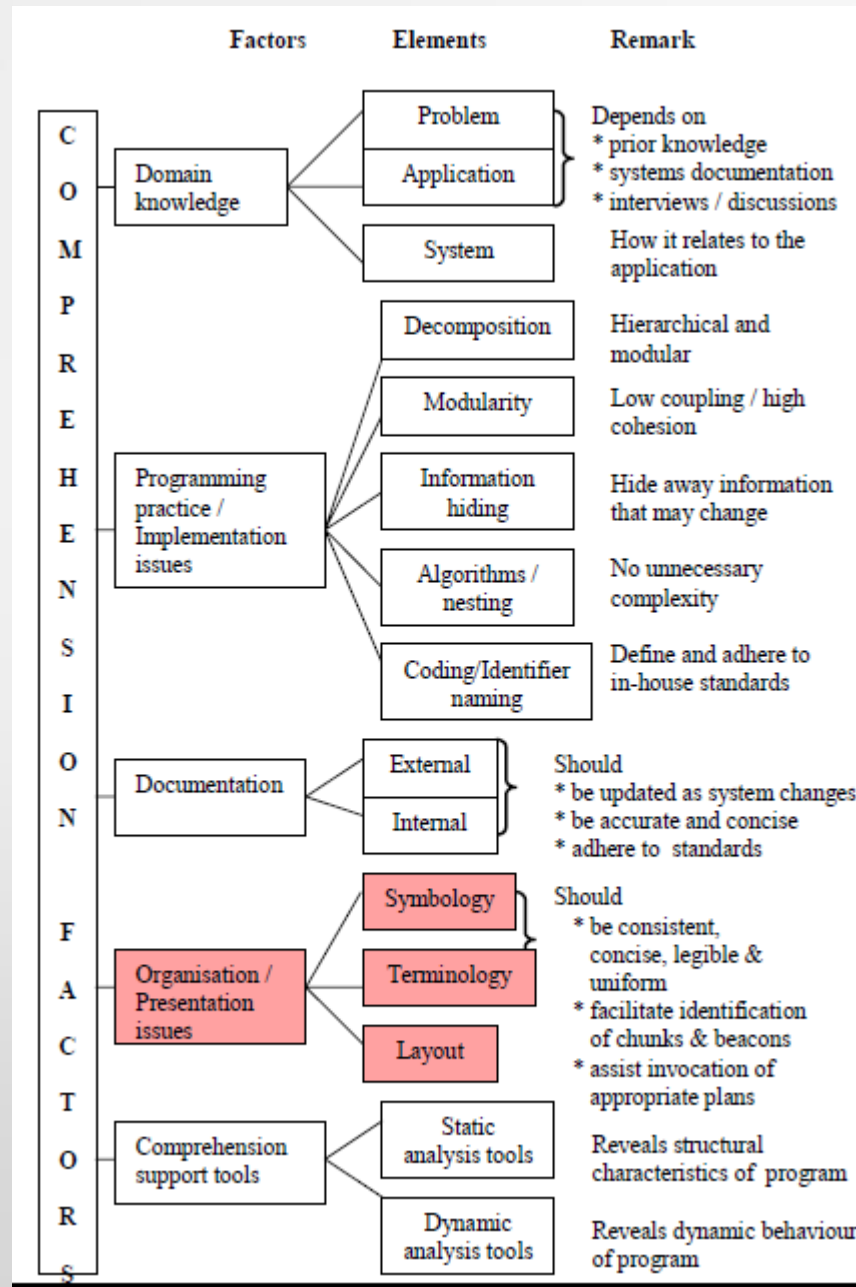 Factors Elements Remark
COMPREHENSION FACTORS
Domain
knowledge
Problem
Application
System
Depends on
* prior knowledge
* systems documentation
* interviews / discussions
How it relates to the
application
Programming
practice /
Implementation
issues
Decomposition
Hierarchical and
modular
Modularity
Low coupling / high
cohesion
Information
hiding
Hide away information
that may change
Algorithms /
nesting
No unnecessary
complexity
Coding/Identifier
naming
Define and adhere to
in-house standards
Documentation
External
Internal
Should
* be updated as system changes
* be accurate and concise
* adhere to standards
Organisation /
Presentation
issues
Symbology
Terminology
Layout
Should
* be consistent,
concise, legible &
uniform
* facilitate identification
of chunks & beacons
* assist invocation of
appropriate plans
Comprehension
support tools
Static
analysis tools
Reveals structural
characteristics of program
Dynamic
analysis tools
Reveals dynamic behaviour
of program